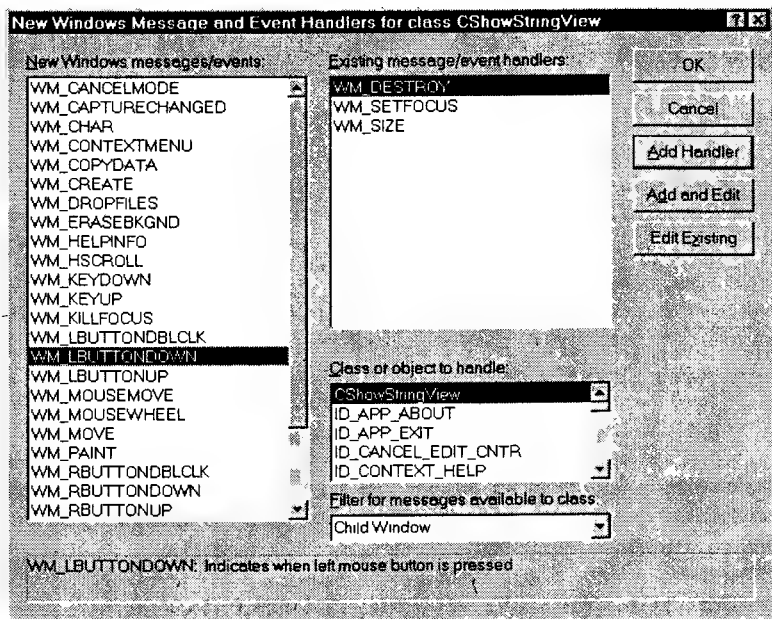 New Windows Message and Event Handlers for class CShowStringView
New Windows messages/events:
WM_CANCELMODE
WM_CAPTURECHANGED
WM_CHAR
WM_CONTEXTMENU
WM_COPYDATA
WM_CREATE
WM_DROPFILES
WM_ERASEBKGND
WM_HELPINFO
WM_HSCROLL
WM_KEYDOWN
WM_KEYUP
WM_KILLFOCUS
WM_LBUTTONDBLCLK
WM_LBUTTONDOWN
WM_LBUTTONUP
WM_MOUSEMOVE
WM_MOUSEWHEEL
WM_MOVE
WM_PAINT
WM_RBUTTONDBLCLK
WM_RBUTTONDOWN
WM_RBUTTONUP
Existing message/event handlers:
WM_DESTROY
WM_SETFOCUS
WM_SIZE
Class or object to handle:
CShowStringView
ID_APP_ABOUT
ID_APP_EXIT
ID_CANCEL_EDIT_CNTR
ID_CONTEXT_HELP
Filter for messages available to class:
Child Window
OK
Cancel
Add Handler
Add and Edit
Edit Existing
WM_LBUTTONDOWN: Indicates when left mouse button is pressed